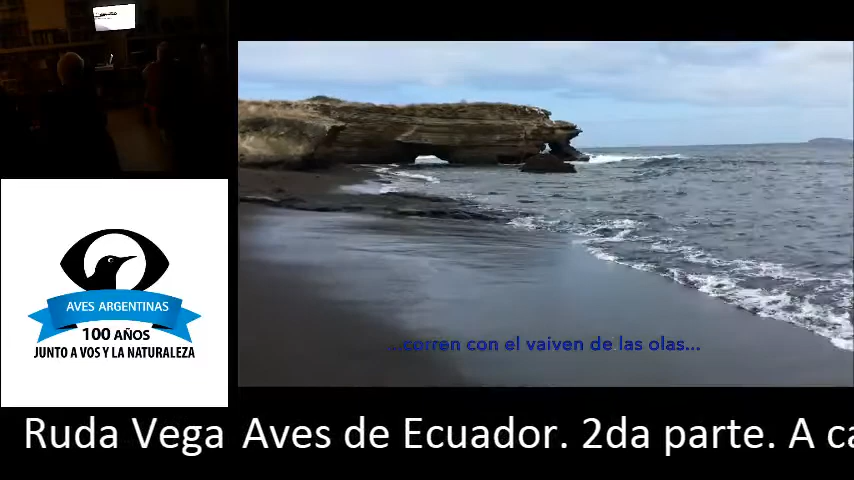 AVES ARGENTINAS
100 AÑOS
JUNTO A VOS Y LA NATURALEZA
...corren con el vaiven de las olas...
Ruda Vega Aves de Ecuador. 2da parte. A ca